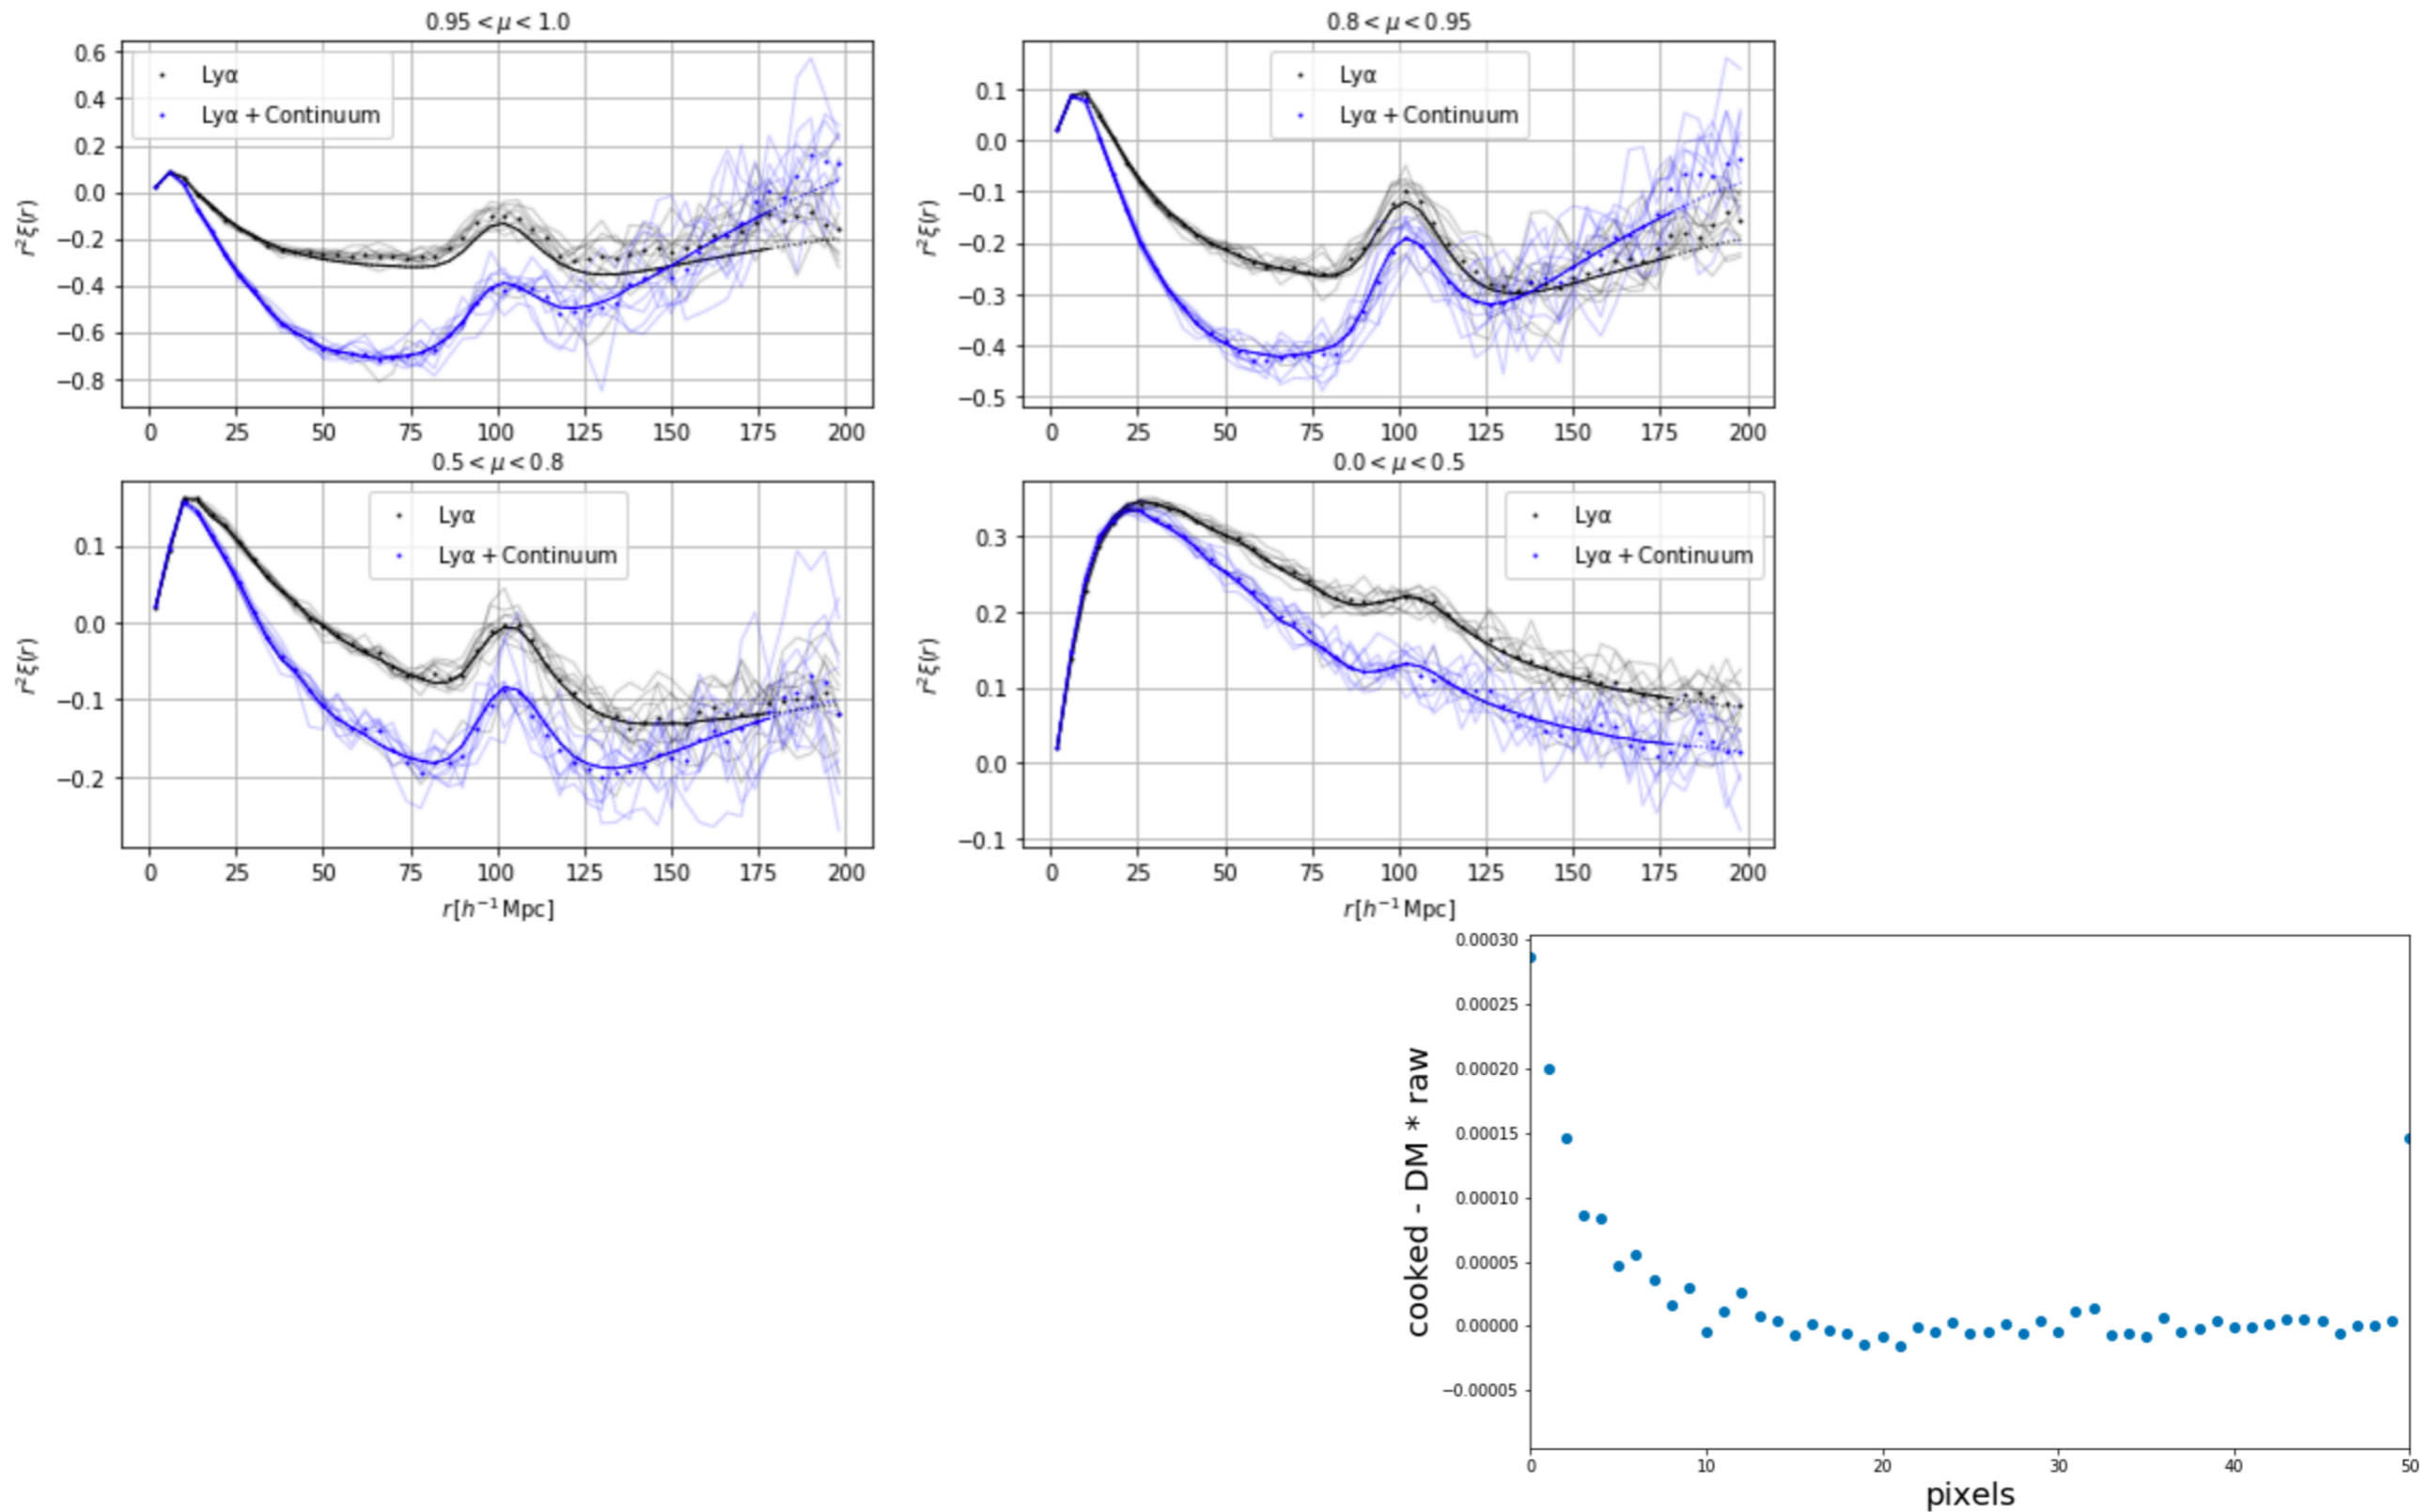 0.95 < μ < 1.0
0.6
0.4
0.2
0.0
−0.2
−0.4
−0.6
−0.8
r²ξ(r)
Lyα
Lyα + Continuum
0 25 50 75 100 125 150 175 200
0.8 < μ < 0.95
0.1
0.0
−0.1
−0.2
−0.3
−0.4
−0.5
r²ξ(r)
Lyα
Lyα + Continuum
0 25 50 75 100 125 150 175 200
0.5 < μ < 0.8
0.1
0.0
−0.1
−0.2
r²ξ(r)
Lyα
Lyα + Continuum
0 25 50 75 100 125 150 175 200
r[h⁻¹ Mpc]
0.0 < μ < 0.5
0.3
0.2
0.1
0.0
−0.1
r²ξ(r)
Lyα
Lyα + Continuum
0 25 50 75 100 125 150 175 200
r[h⁻¹ Mpc]
0.00030
0.00025
0.00020
0.00015
0.00010
0.00005
0.00000
−0.00005
cooked - DM * raw
0 10 20 30 40 50
pixels